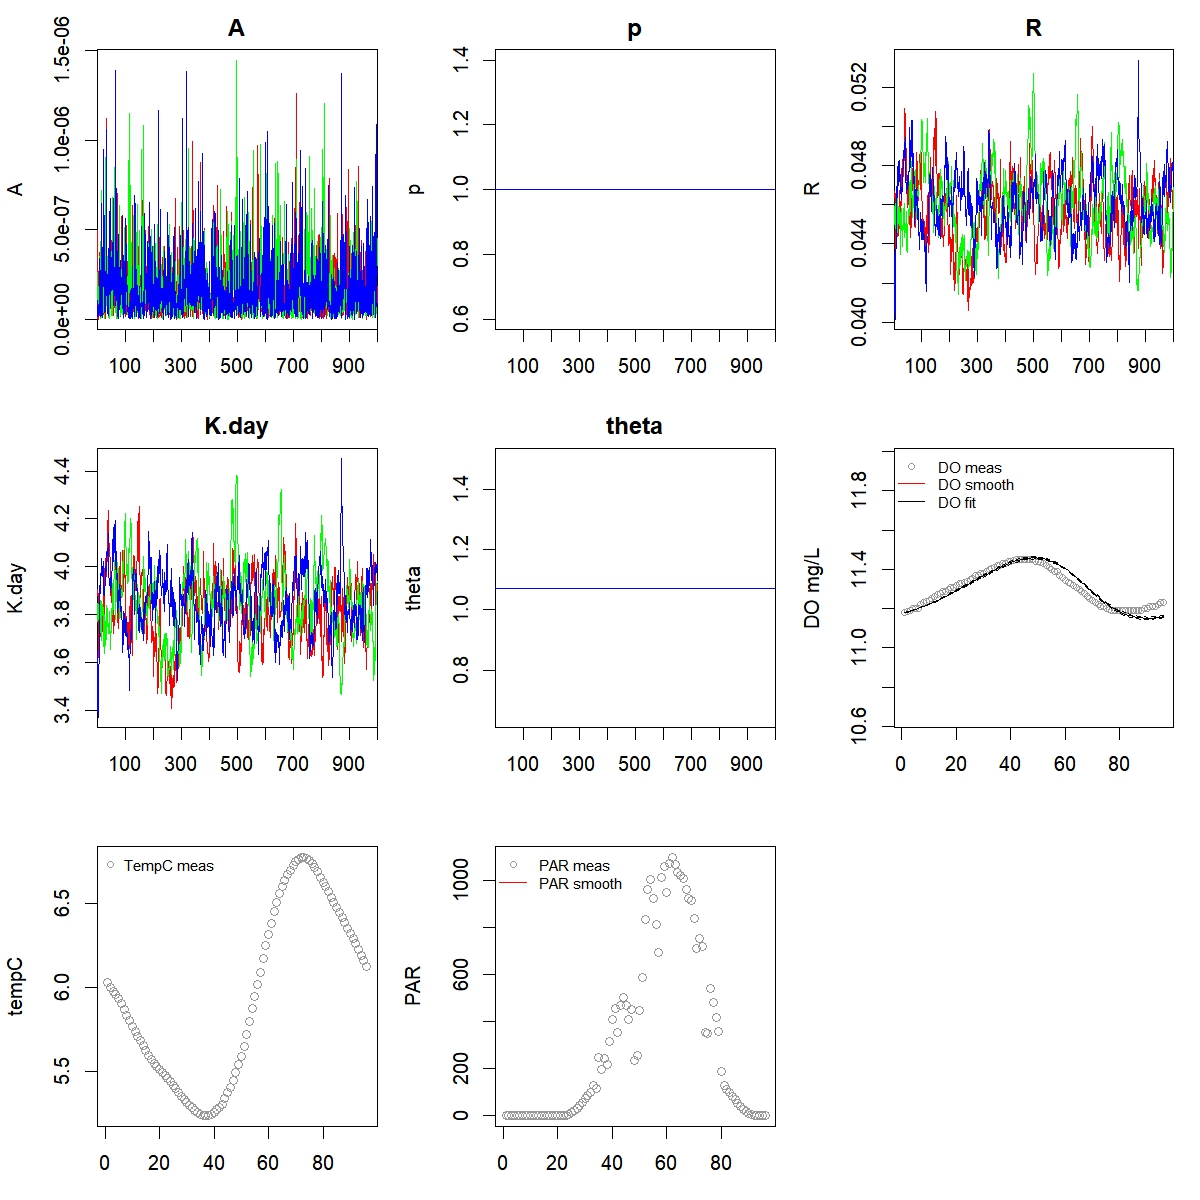 A
A
0.0e+00 5.0e-07 1.0e-06 1.5e-06
100 300 500 700 900
p
p
0.6 0.8 1.0 1.2 1.4
100 300 500 700 900
R
R
0.040 0.044 0.048 0.052
100 300 500 700 900
K.day
K.day
3.4 3.6 3.8 4.0 4.2 4.4
100 300 500 700 900
theta
theta
0.8 1.0 1.2 1.4
100 300 500 700 900
DO mg/L
10.6 11.0 11.4 11.8
DO meas
DO smooth
DO fit
0 20 40 60 80
tempC
5.5 6.0 6.5
TempC meas
0 20 40 60 80
PAR
0 200 600 1000
PAR meas
PAR smooth
0 20 40 60 80